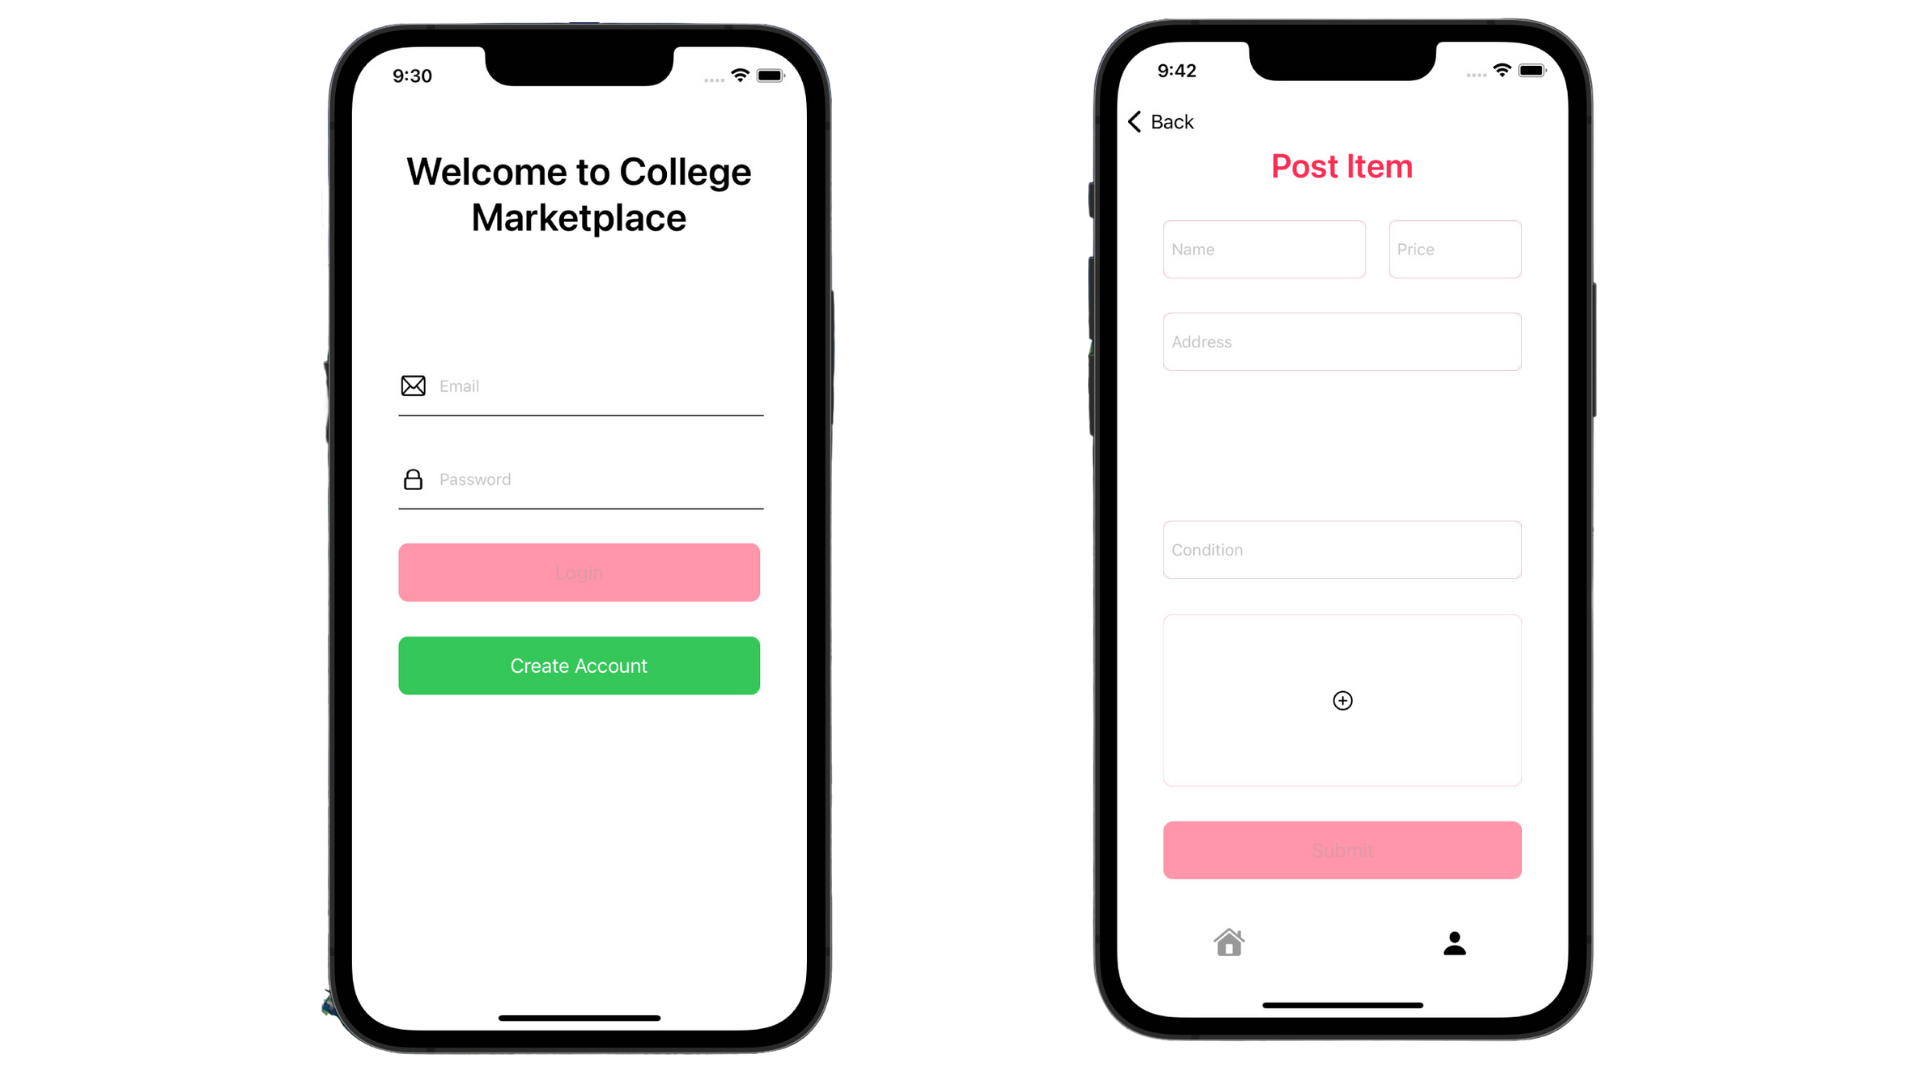 9:30
Welcome to College
Marketplace
Email
Password
Login
Create Account
9:42
Back
Post Item
Name
Price
Address
Condition
Submit